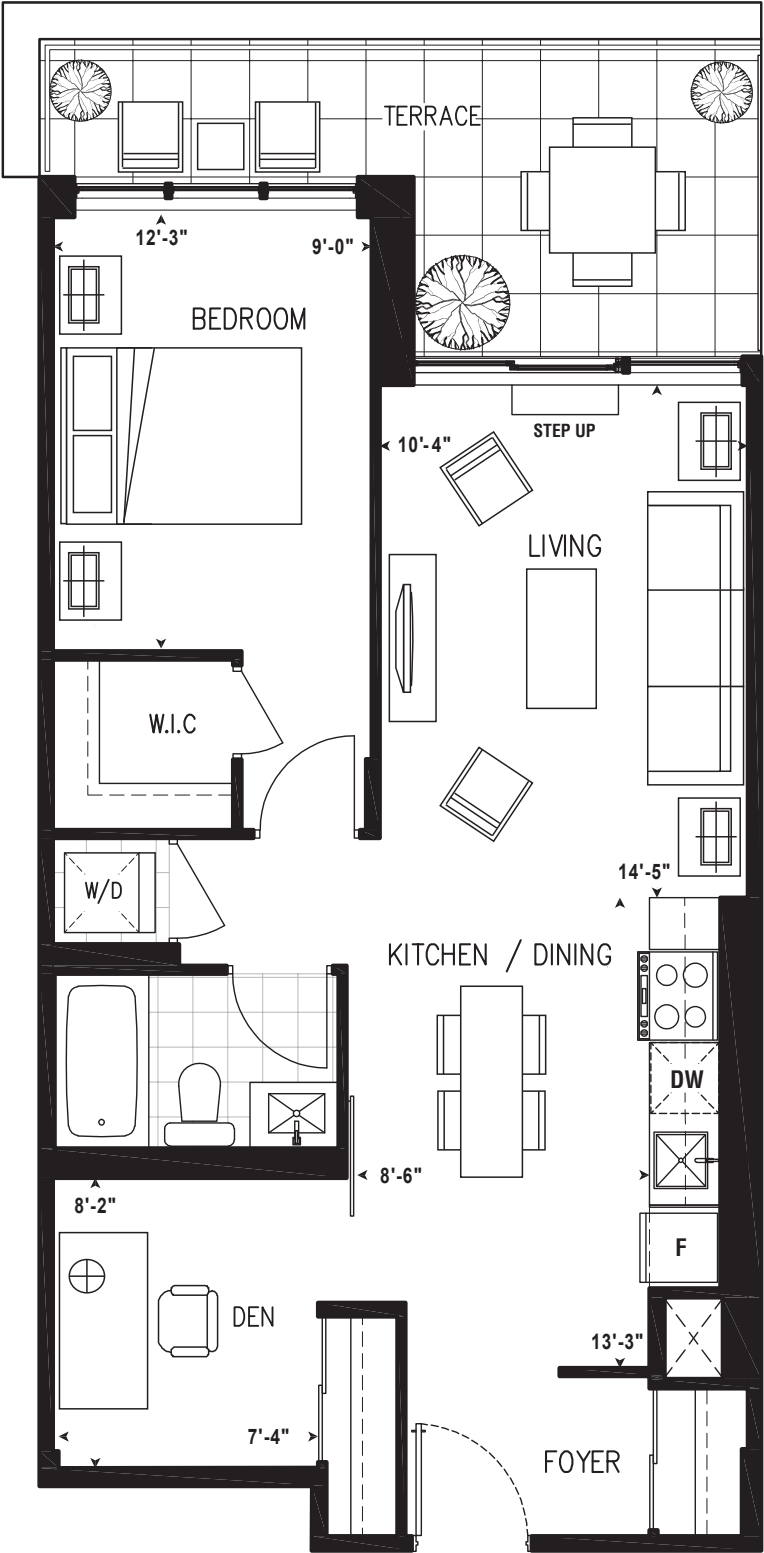 TERRACE
12'-3"
9'-0"
BEDROOM
STEP UP
10'-4"
LIVING
W.I.C
14'-5"
W/D
KITCHEN / DINING
DW
8'-6"
8'-2"
F
DEN
13'-3"
7'-4"
FOYER